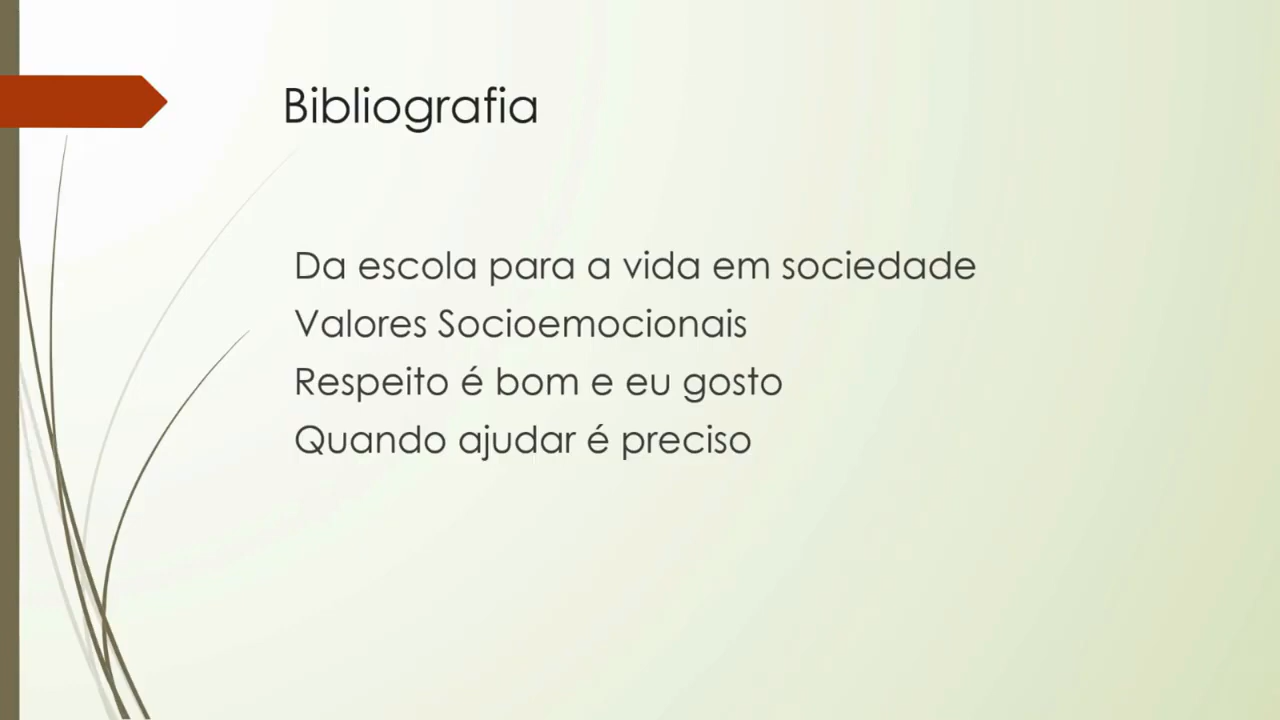 Bibliografia
Da escola para a vida em sociedade
Valores Socioemocionais
Respeito é bom e eu gosto
Quando ajudar é preciso